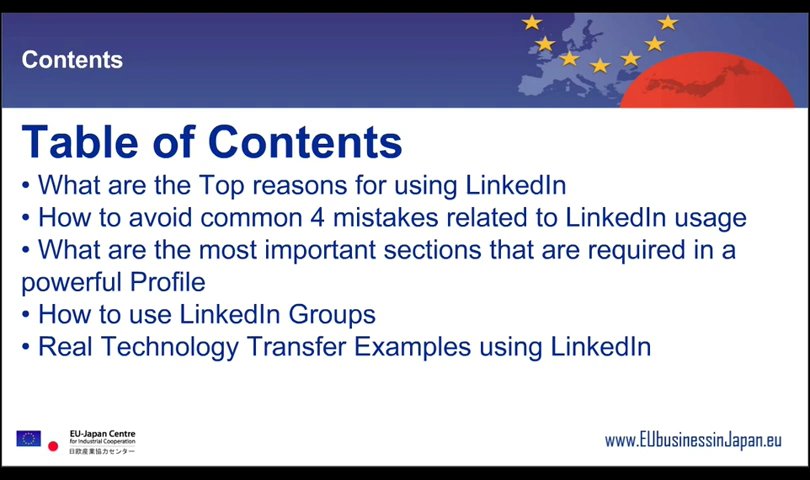 Contents
Table of Contents
• What are the Top reasons for using LinkedIn
• How to avoid common 4 mistakes related to LinkedIn usage
• What are the most important sections that are required in a
powerful Profile
• How to use LinkedIn Groups
• Real Technology Transfer Examples using LinkedIn
EU-Japan Centre
for Industrial Cooperation
日欧産業協力センター
www.EUbusinessinJapan.eu